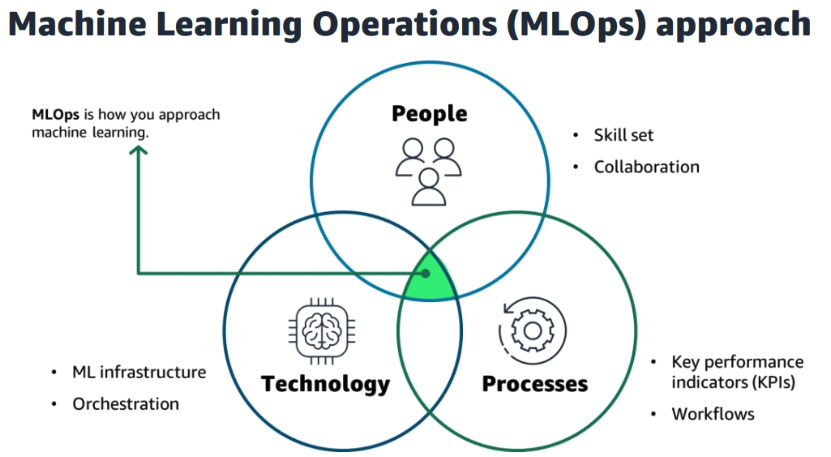 Machine Learning Operations (MLOps) approach
MLOps is how you approach
machine learning.
People
• Skill set
• Collaboration
• ML infrastructure
• Orchestration
Technology
Processes
• Key performance
indicators (KPIs)
• Workflows